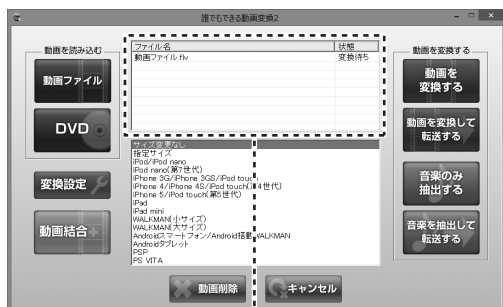 誰でもできる動画変換2
動画を読み込む
動画ファイル
DVD
変換設定
動画結合
ファイル名
状態
動画ファイル.flv
変換待ち
サイズ変更なし
指定サイズ
iPod/iPod nano
iPod nano(第7世代)
iPhone 3G/iPhone 3GS/iPod touch
iPhone 4/iPhone 4S/iPod touch(第4世代)
iPhone 5/iPod touch(第5世代)
iPad
iPad mini
WALKMAN(小サイズ)
WALKMAN(大サイズ)
Androidスマートフォン/Android搭載WALKMAN
Androidタブレット
PSP
PS VITA
動画削除
キャンセル
動画を変換する
動画を
変換する
動画を変換して
転送する
音楽のみ
抽出する
音楽を抽出して
転送する